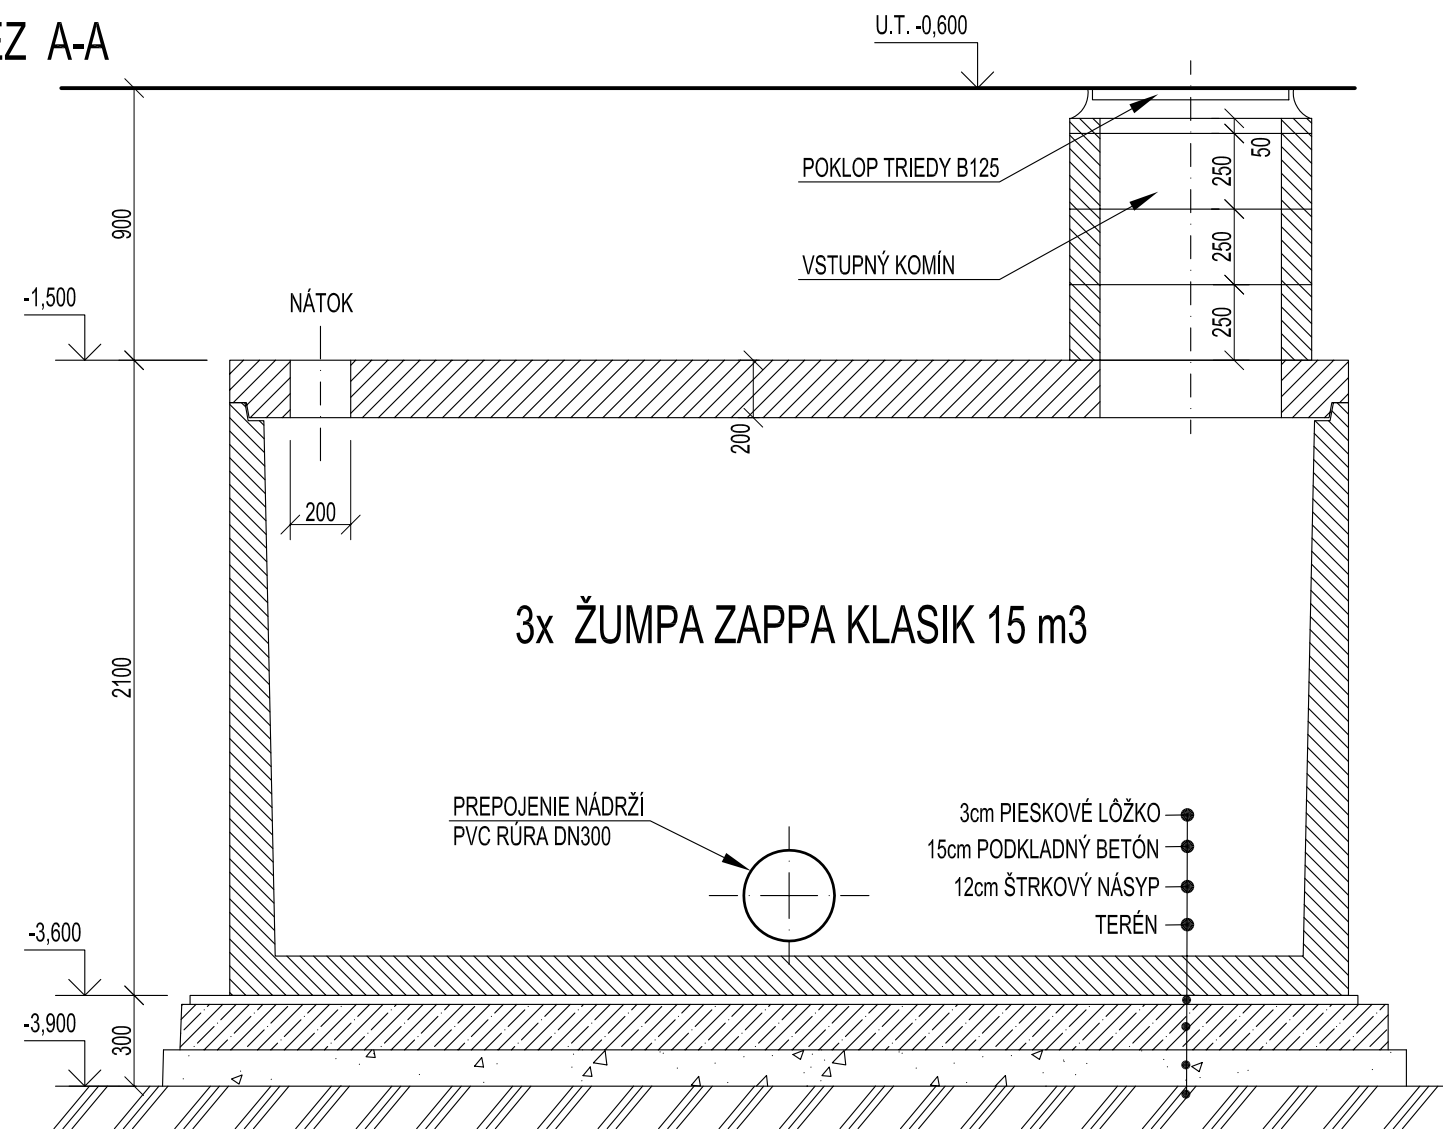 EZ A-A
U.T. -0,600
POKLOP TRIEDY B125
50
250
900
250
VSTUPNÝ KOMÍN
-1,500
NÁTOK
250
200
200
3x ŽUMPA ZAPPA KLASIK 15 m3
2100
PREPOJENIE NÁDRŽÍ
PVC RÚRA DN300
3cm PIESKOVÉ LÔŽKO
15cm PODKLADNÝ BETÓN
12cm ŠTRKOVÝ NÁSYP
TERÉN
-3,600
-3,900
300